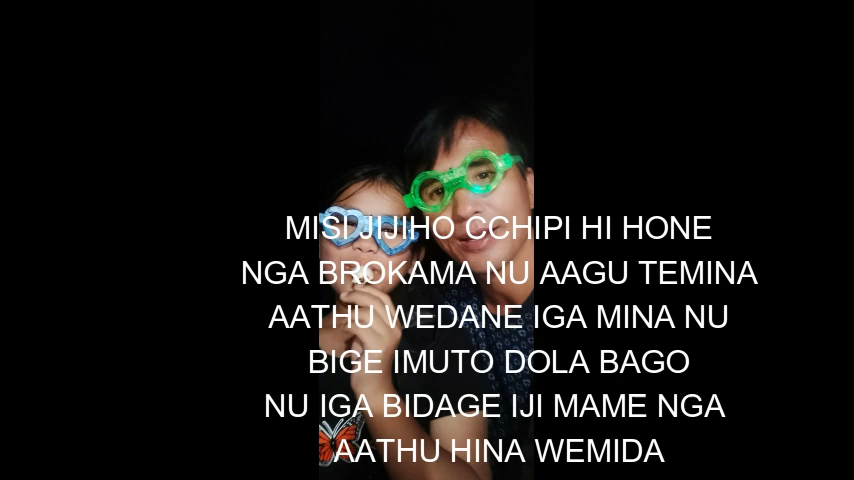 MISI JIJIHO CCHIPI HI HONE
NGA BROKAMA NU AAGU TEMINA
AATHU WEDANE IGA MINA NU
BIGE IMUTO DOLA BAGO
NU IGA BIDAGE IJI MAME NGA
AATHU HINA WEMIDA